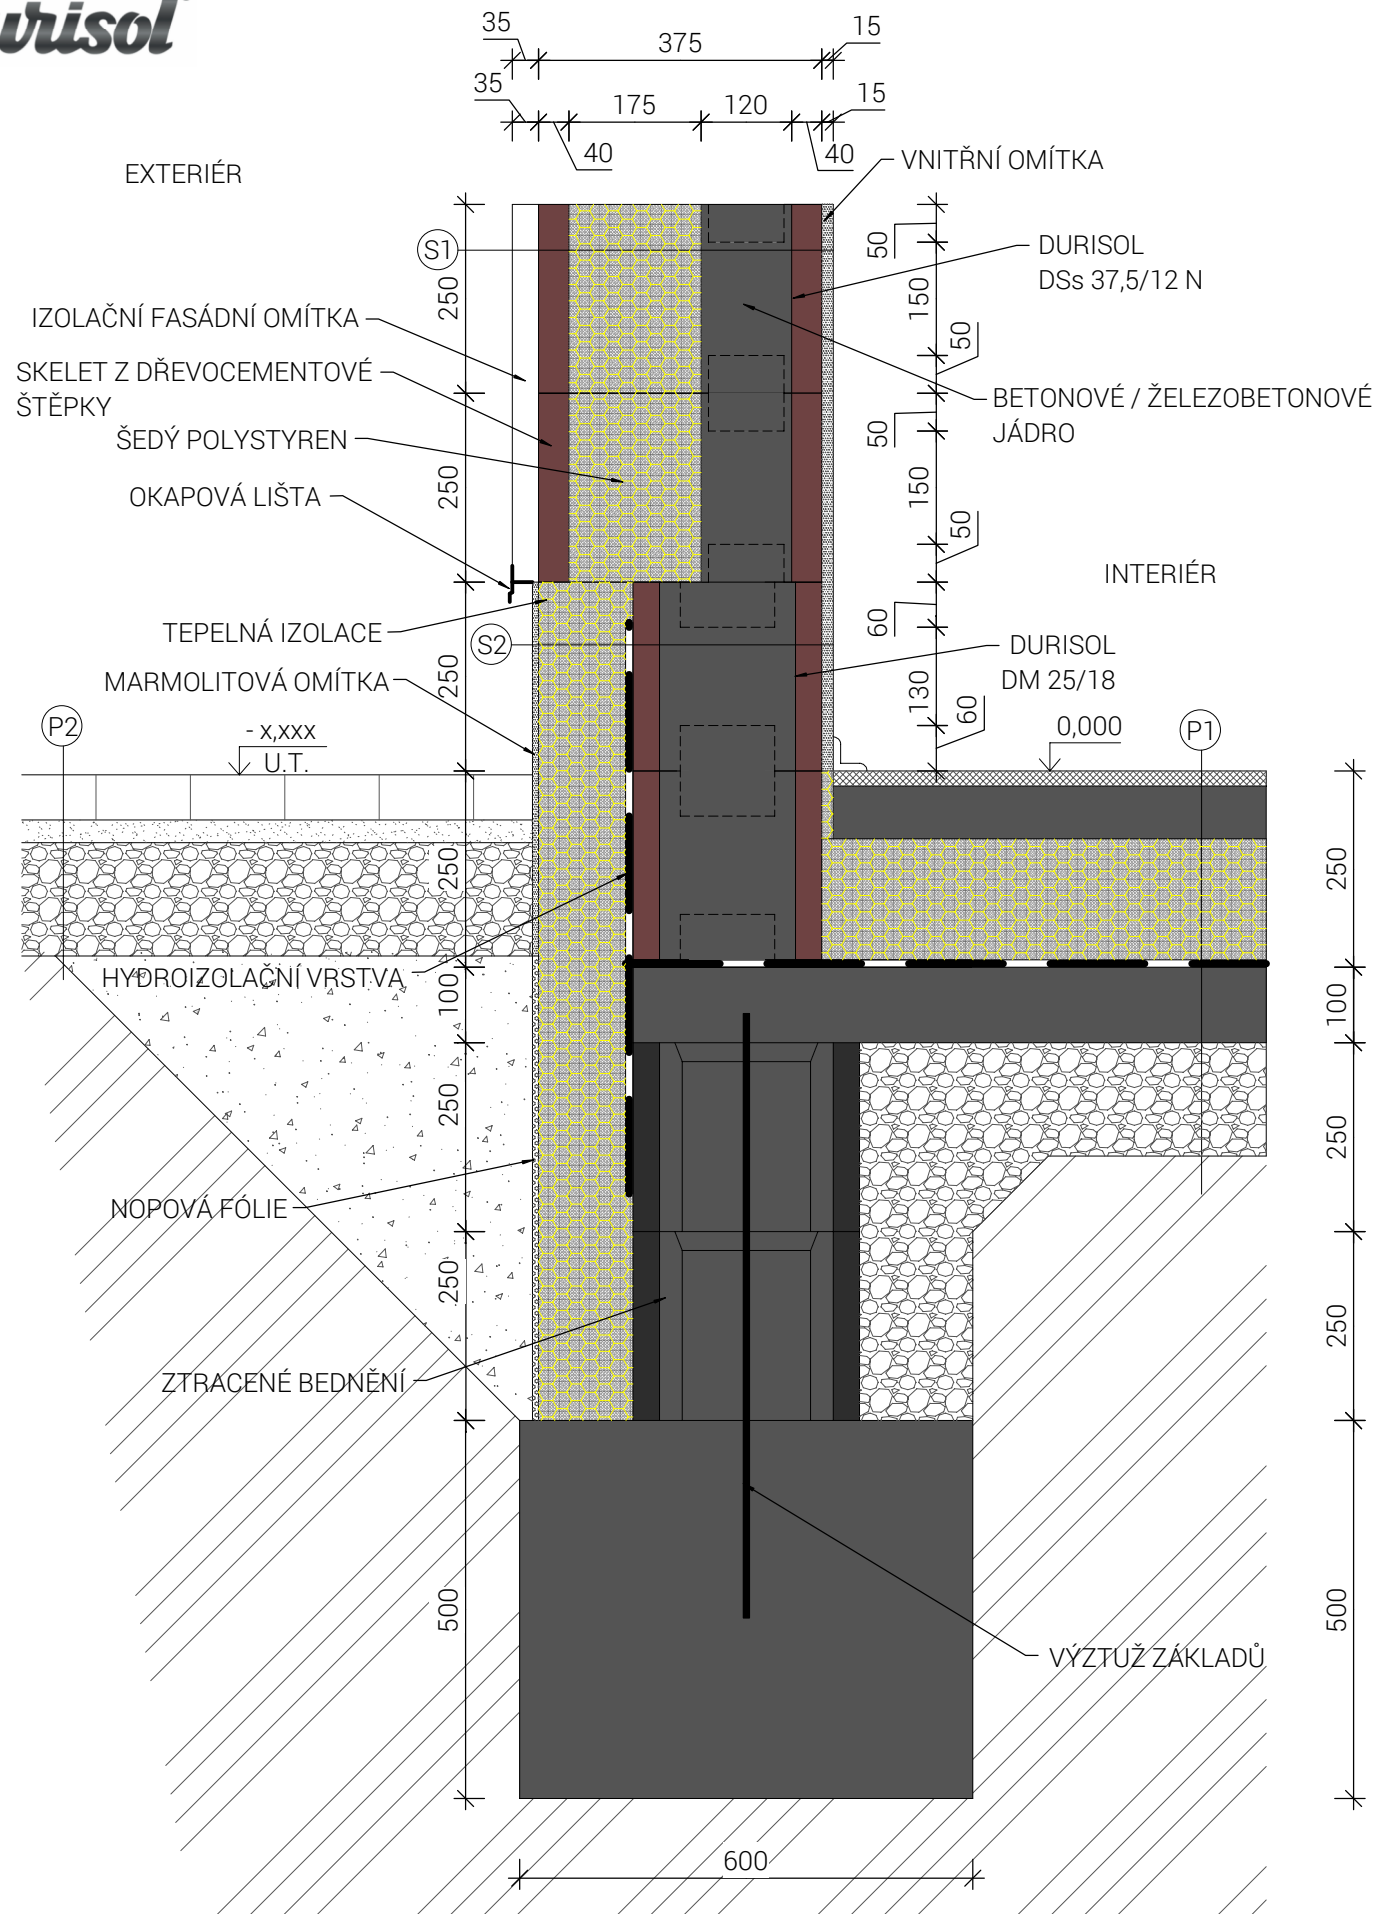 urisol
35
375
15
35
175
120
15
40
40
EXTERIÉR
VNITŘNÍ OMÍTKA
S1
50
DURISOL
DSs 37,5/12 N
250
150
IZOLAČNÍ FASÁDNÍ OMÍTKA
50
SKELET Z DŘEVOCEMENTOVÉ
ŠTĚPKY
BETONOVÉ / ŽELEZOBETONOVÉ
JÁDRO
ŠEDÝ POLYSTYREN
50
250
150
OKAPOVÁ LIŠTA
50
INTERIÉR
TEPELNÁ IZOLACE
60
S2
DURISOL
DM 25/18
MARMOLITOVÁ OMÍTKA
250
130
60
P2
- x,xxx
U.T.
0,000
P1
250
250
HYDROIZOLAČNÍ VRSTVA
100
100
250
250
NOPOVÁ FÓLIE
250
250
ZTRACENÉ BEDNĚNÍ
500
500
VÝZTUŽ ZÁKLADŮ
600